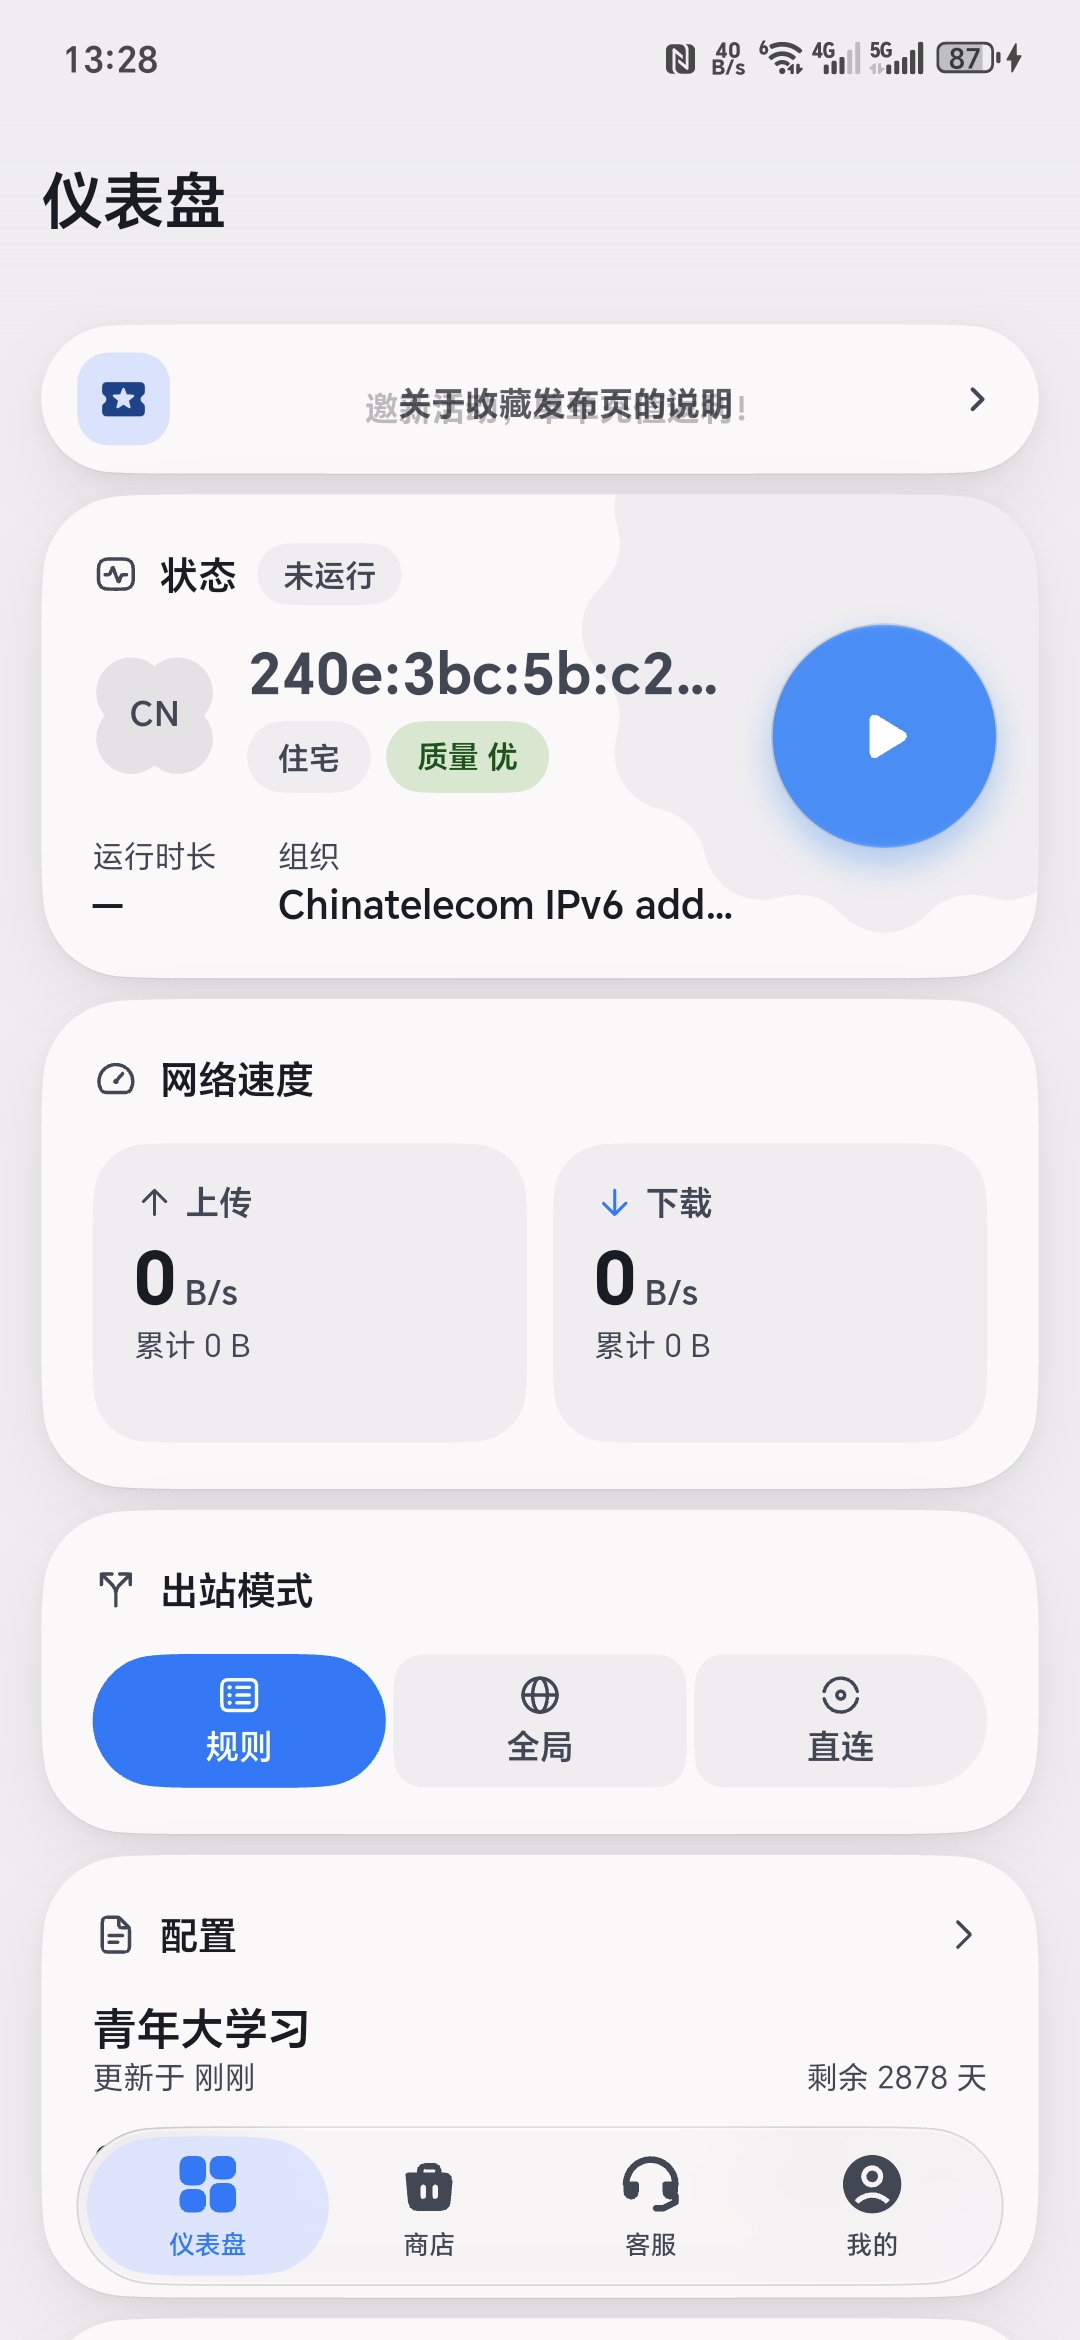 13:28
40 B/s 6 4G 5G 87
仪表盘
关于收藏发布页的说明
状态 未运行
CN
240e:3bc:5b:c2...
住宅 质量 优
运行时长 组织
— Chinatelecom IPv6 add...
网络速度
上传 下载
0 B/s 0 B/s
累计 0 B 累计 0 B
出站模式
规则 全局 直连
配置
青年大学习
更新于 刚刚 剩余 2878 天
仪表盘 商店 客服 我的